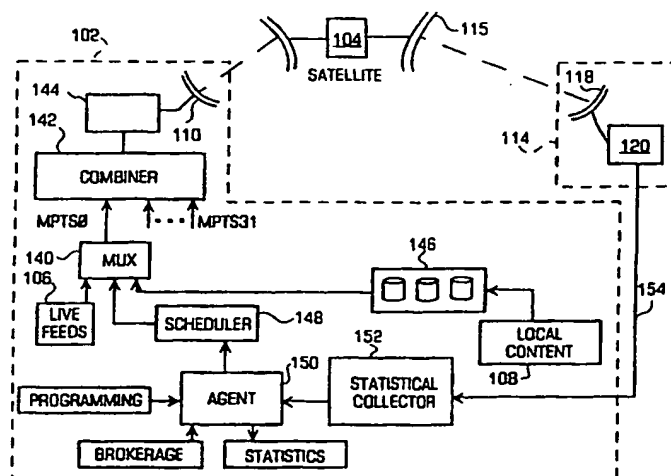 102
104
SATELLITE
115
144
110
118
114
120
142
COMBINER
MPTS0
MPTS31
140
MUX
146
106
LIVE
FEEDS
SCHEDULER
148
LOCAL
CONTENT
108
154
150
152
PROGRAMMING
AGENT
STATISTICAL
COLLECTOR
BROKERAGE
STATISTICS